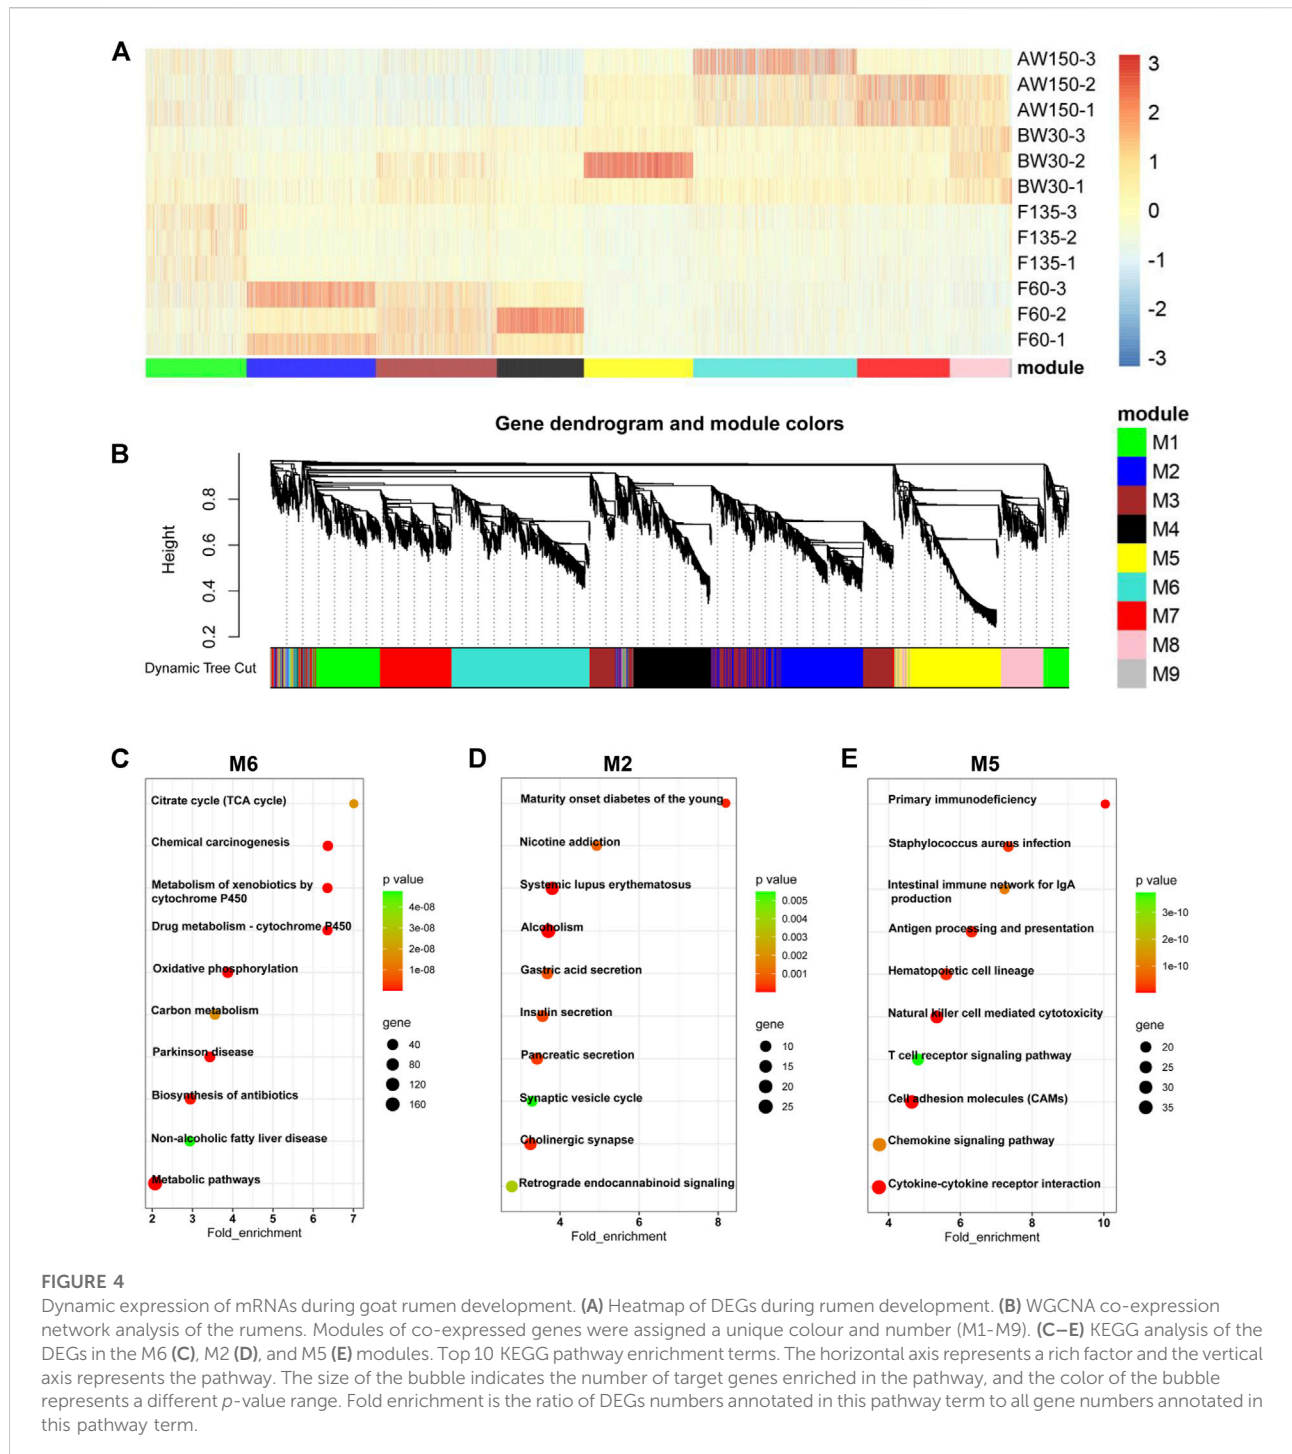 A
AW150-3
AW150-2
AW150-1
BW30-3
BW30-2
BW30-1
F135-3
F135-2
F135-1
F60-3
F60-2
F60-1
module
3
2
1
0
-1
-2
-3
Gene dendrogram and module colors
B
Height
0.8
0.6
0.4
0.2
Dynamic Tree Cut
module
M1
M2
M3
M4
M5
M6
M7
M8
M9
C
M6
Citrate cycle (TCA cycle)
Chemical carcinogenesis
Metabolism of xenobiotics by
cytochrome P450
Drug metabolism - cytochrome P450
Oxidative phosphorylation
Carbon metabolism
Parkinson disease
Biosynthesis of antibiotics
Non-alcoholic fatty liver disease
Metabolic pathways
2 3 4 5 6 7
Fold_enrichment
p value
4e-08
3e-08
2e-08
1e-08
gene
40
80
120
160
D
M2
Maturity onset diabetes of the young
Nicotine addiction
Systemic lupus erythematosus
Alcoholism
Gastric acid secretion
Insulin secretion
Pancreatic secretion
Synaptic vesicle cycle
Cholinergic synapse
Retrograde endocannabinoid signaling
4 6 8
Fold_enrichment
p value
0.005
0.004
0.003
0.002
0.001
gene
10
15
20
25
E
M5
Primary immunodeficiency
Staphylococcus aureus infection
Intestinal immune network for IgA
production
Antigen processing and presentation
Hematopoietic cell lineage
Natural killer cell mediated cytotoxicity
T cell receptor signaling pathway
Cell adhesion molecules (CAMs)
Chemokine signaling pathway
Cytokine-cytokine receptor interaction
4 6 8 10
Fold_enrichment
p value
3e-10
2e-10
1e-10
gene
20
25
30
35
FIGURE 4
Dynamic expression of mRNAs during goat rumen development. (A) Heatmap of DEGs during rumen development. (B) WGCNA co-expression
network analysis of the rumens. Modules of co-expressed genes were assigned a unique colour and number (M1-M9). (C–E) KEGG analysis of the
DEGs in the M6 (C), M2 (D), and M5 (E) modules. Top 10 KEGG pathway enrichment terms. The horizontal axis represents a rich factor and the vertical
axis represents the pathway. The size of the bubble indicates the number of target genes enriched in the pathway, and the color of the bubble
represents a different p-value range. Fold enrichment is the ratio of DEGs numbers annotated in this pathway term to all gene numbers annotated in
this pathway term.